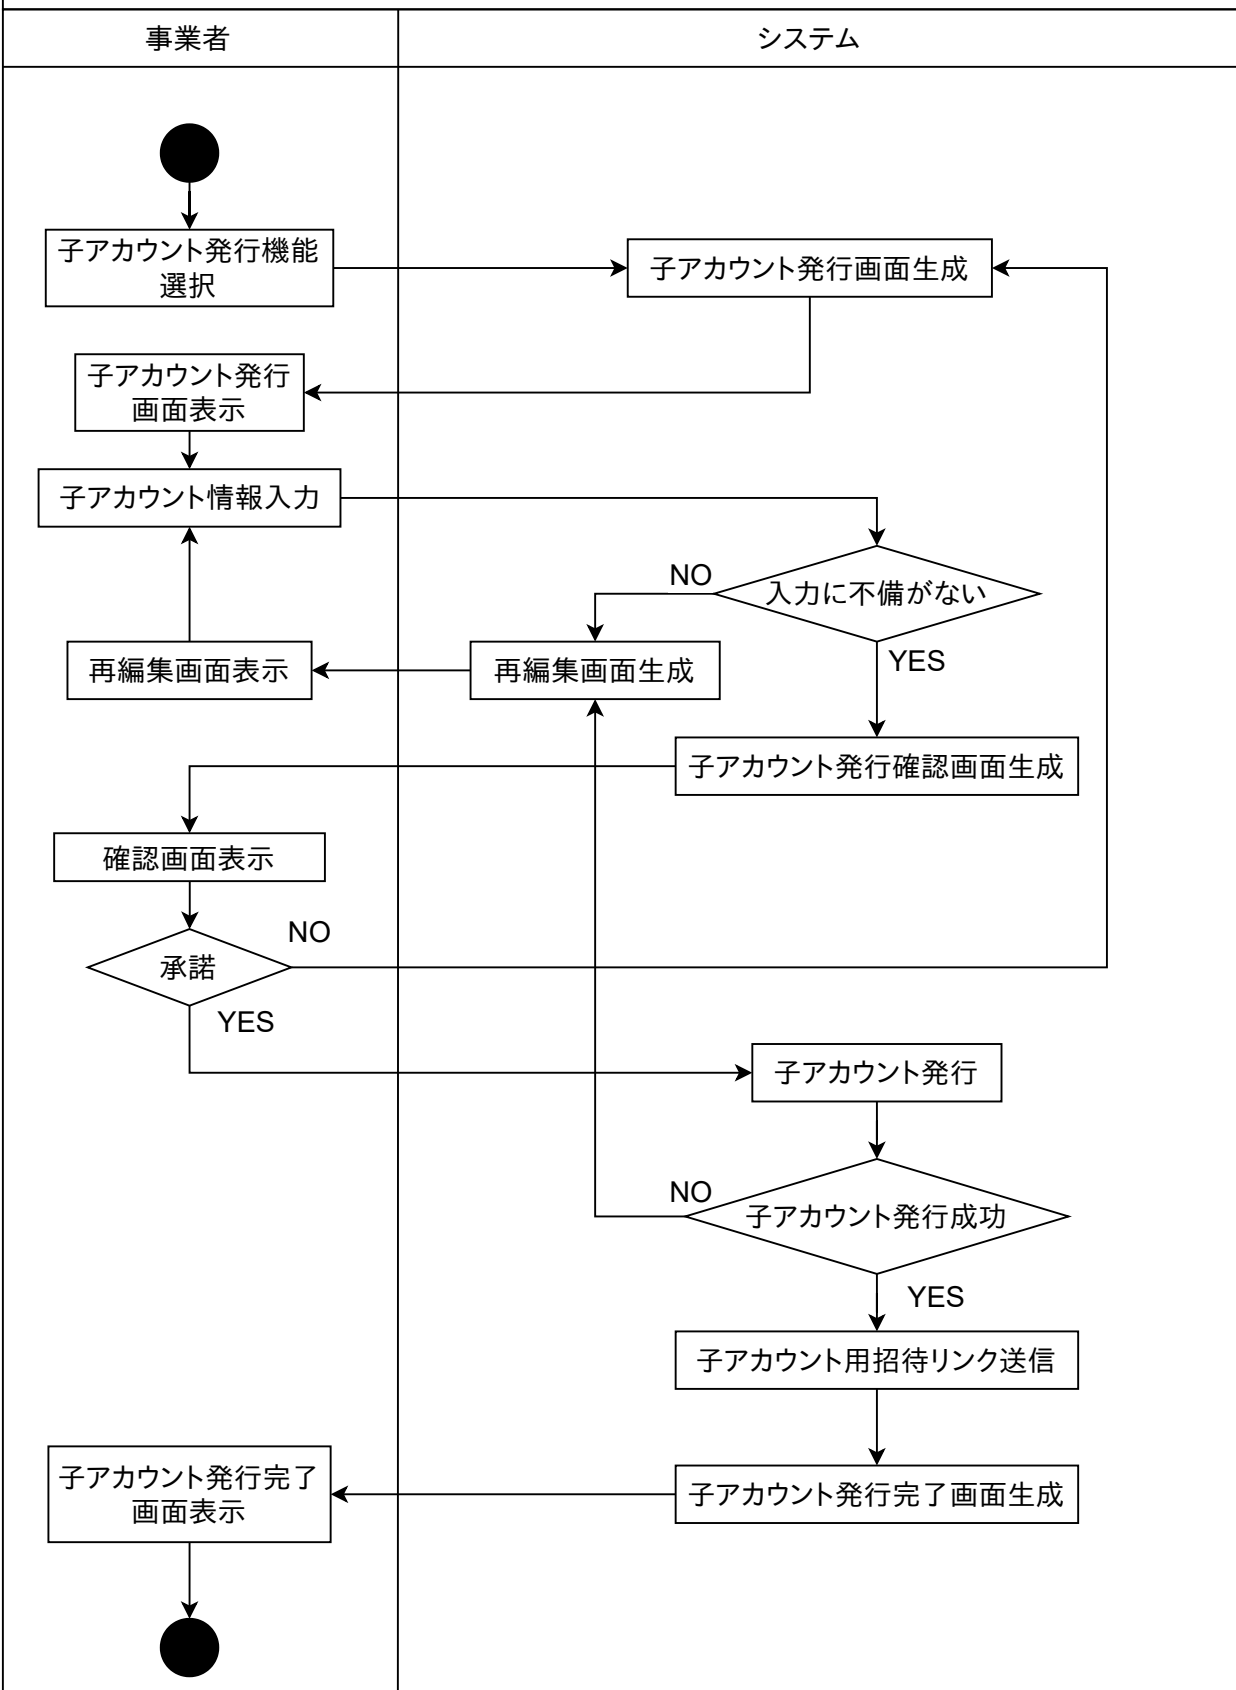 事業者
システム
子アカウント発行機能
選択
子アカウント発行画面生成
子アカウント発行
画面表示
子アカウント情報入力
入力に不備がない
NO
YES
再編集画面表示
再編集画面生成
子アカウント発行確認画面生成
確認画面表示
承諾
NO
YES
子アカウント発行
子アカウント発行成功
NO
YES
子アカウント用招待リンク送信
子アカウント発行完了
画面表示
子アカウント発行完了画面生成